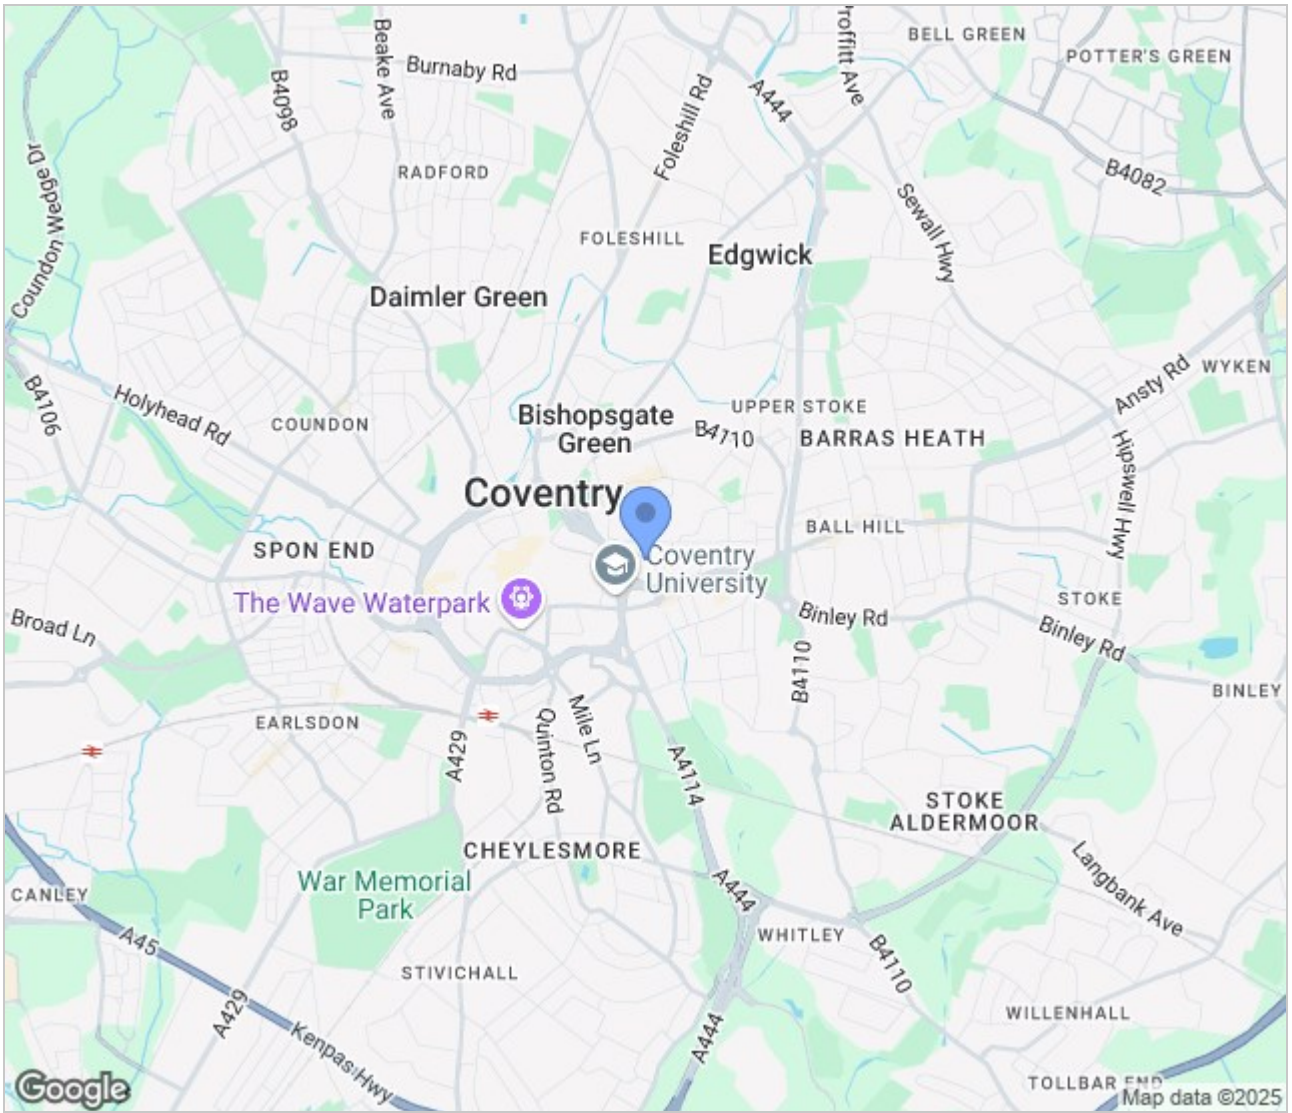 BELL GREEN
POTTER'S GREEN
Beake Ave
Burnaby Rd
B4098
Foleshill Rd
A444
roffitt Ave
B4082
RADFORD
Coundon Wedge Dr
Sewall Hwy
FOLESHILL
Edgwick
Daimler Green
WYKEN
Ansty Rd
B4106
Holyhead Rd
COUNDON
Bishopsgate
Green
UPPER STOKE
B4110
BARRAS HEATH
Hipswell Hwy
Coventry
BALL HILL
SPON END
Coventry
University
The Wave Waterpark
STOKE
Binley Rd
Binley Rd
Broad Ln
B4110
BINLEY
EARLSDON
Mile Ln
Quinton Rd
A429
A4114
STOKE
ALDERMOOR
CHEYLESMORE
Langbank Ave
War Memorial
Park
CANLEY
A444
A45
WHITLEY
B4110
STIVICHALL
A429
WILLENHALL
A444
Kenpas Hwy
TOLLBAR END
Google
Map data ©2025